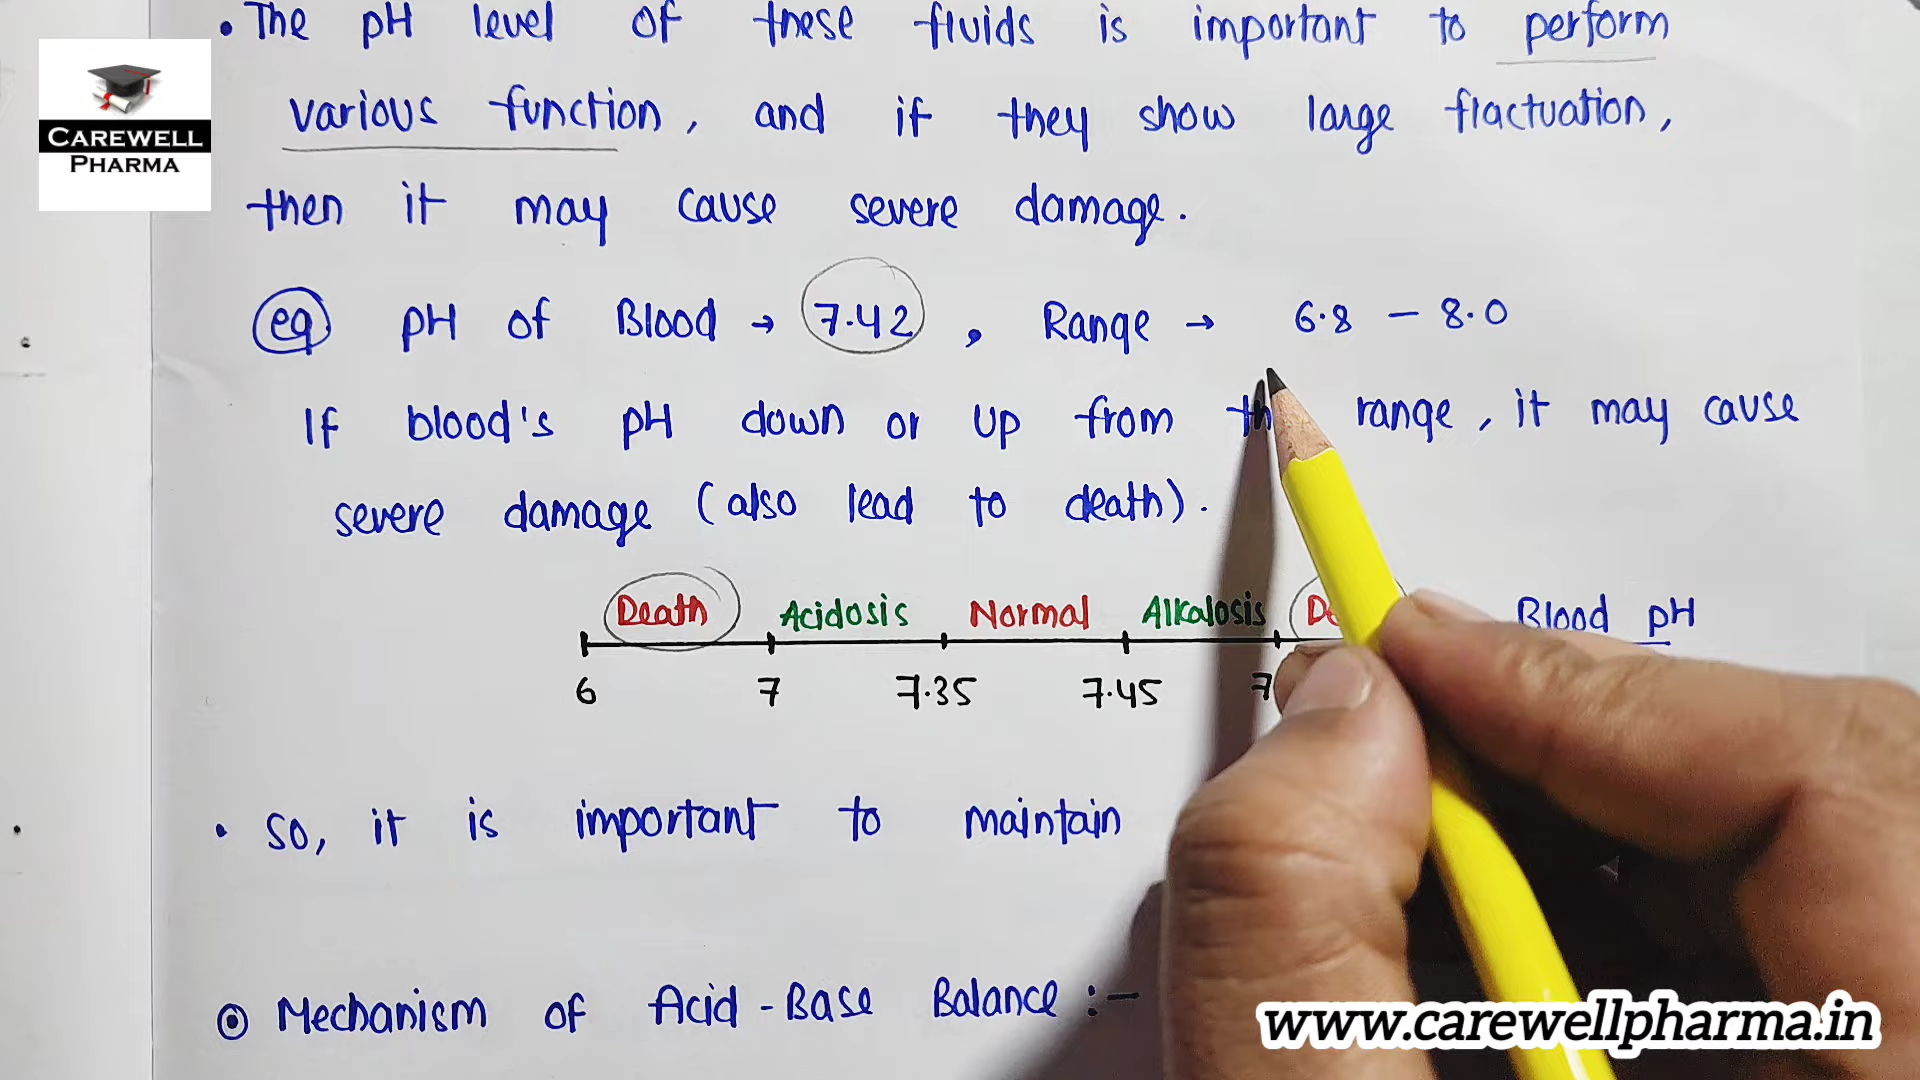 • The pH level of these fluids is important to perform
various function, and if they show large flactuation,
then it may cause severe damage.
CAREWELL
PHARMA
eg pH of Blood → 7.42, Range → 6.8 – 8.0
If blood's pH down or up from range, it may cause
severe damage (also lead to death).
Death Acidosis Normal Alkalosis Blood pH
6 7 7.35 7.45
• So, it is important to maintain
Mechanism of Acid-Base Balance :-
www.carewellpharma.in